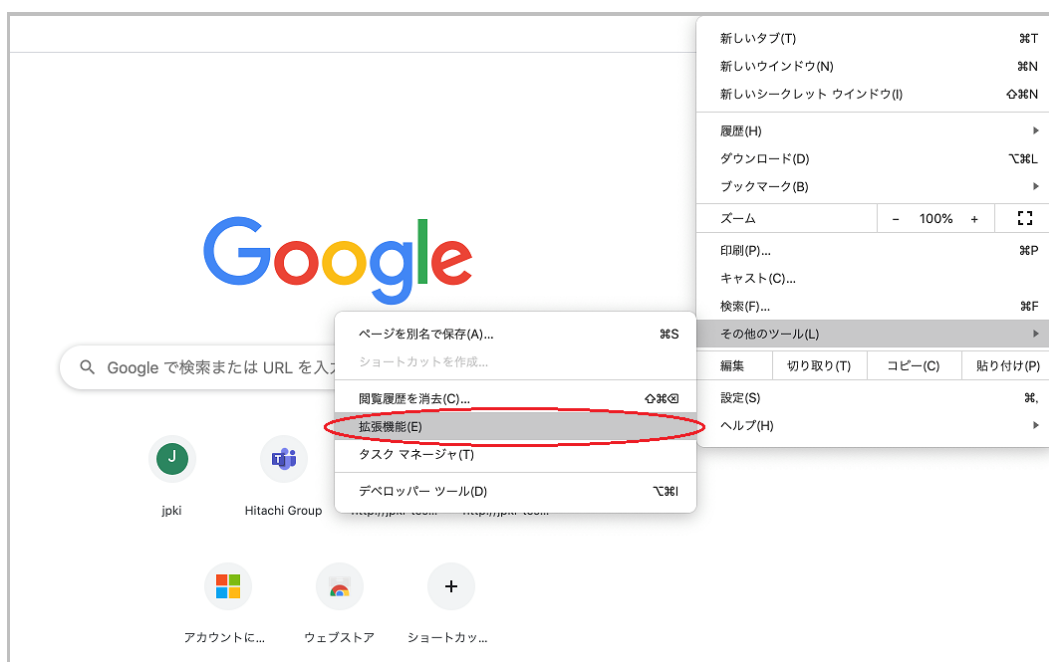 新しいタブ(T) ⌘T
新しいウインドウ(N) ⌘N
新しいシークレット ウインドウ(I) ⇧⌘N
履歴(H)
ダウンロード(D) ⌥⌘L
ブックマーク(B)
ズーム - 100% +
印刷(P)... ⌘P
キャスト(C)...
検索(F)... ⌘F
その他のツール(L)
編集 切り取り(T) コピー(C) 貼り付け(P)
設定(S) ⌘,
ヘルプ(H)
Google
ページを別名で保存(A)... ⌘S
ショートカットを作成...
閲覧履歴を消去(C)... ⇧⌘⌫
拡張機能(E)
タスク マネージャ(T)
デベロッパー ツール(D) ⌥⌘I
Google で検索または URL を入
J
jpki
Hitachi Group
アカウントに...
ウェブストア
ショートカッ...